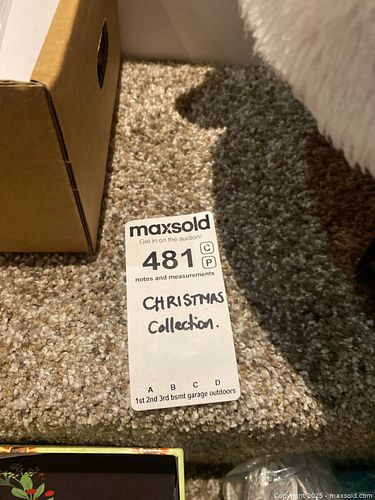 maxsold
Get in on the auction!
481 C
P
notes and measurements
CHRISTMAS
Collection.
A B C D
1st 2nd 3rd bsmt garage outdoors
Copyright 2025 - maxsold.com